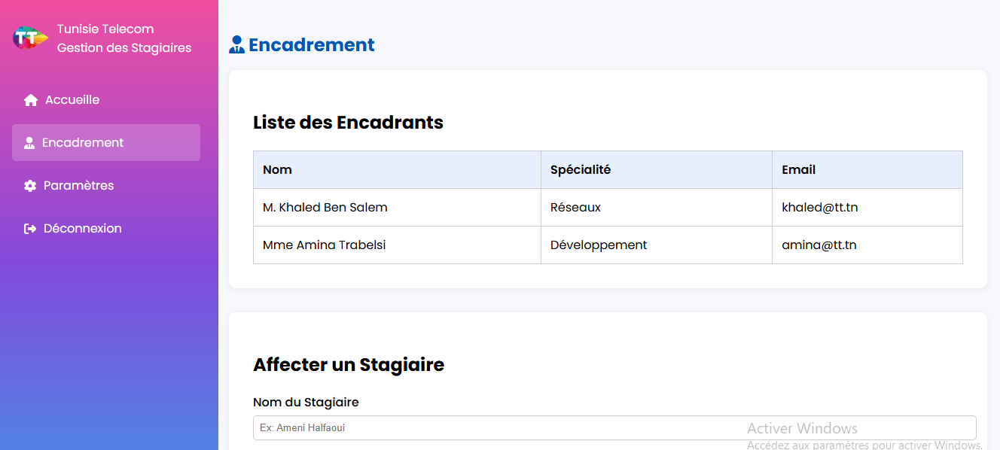 TT
Tunisie Telecom
Gestion des Stagiaires
Accueille
Encadrement
Paramètres
Déconnexion
Encadrement
Liste des Encadrants
Nom Spécialité Email
M. Khaled Ben Salem Réseaux khaled@tt.tn
Mme Amina Trabelsi Développement amina@tt.tn
Affecter un Stagiaire
Nom du Stagiaire
Ex: Ameni Halfaoui
Activer Windows
Accédez aux paramètres pour activer Windows.